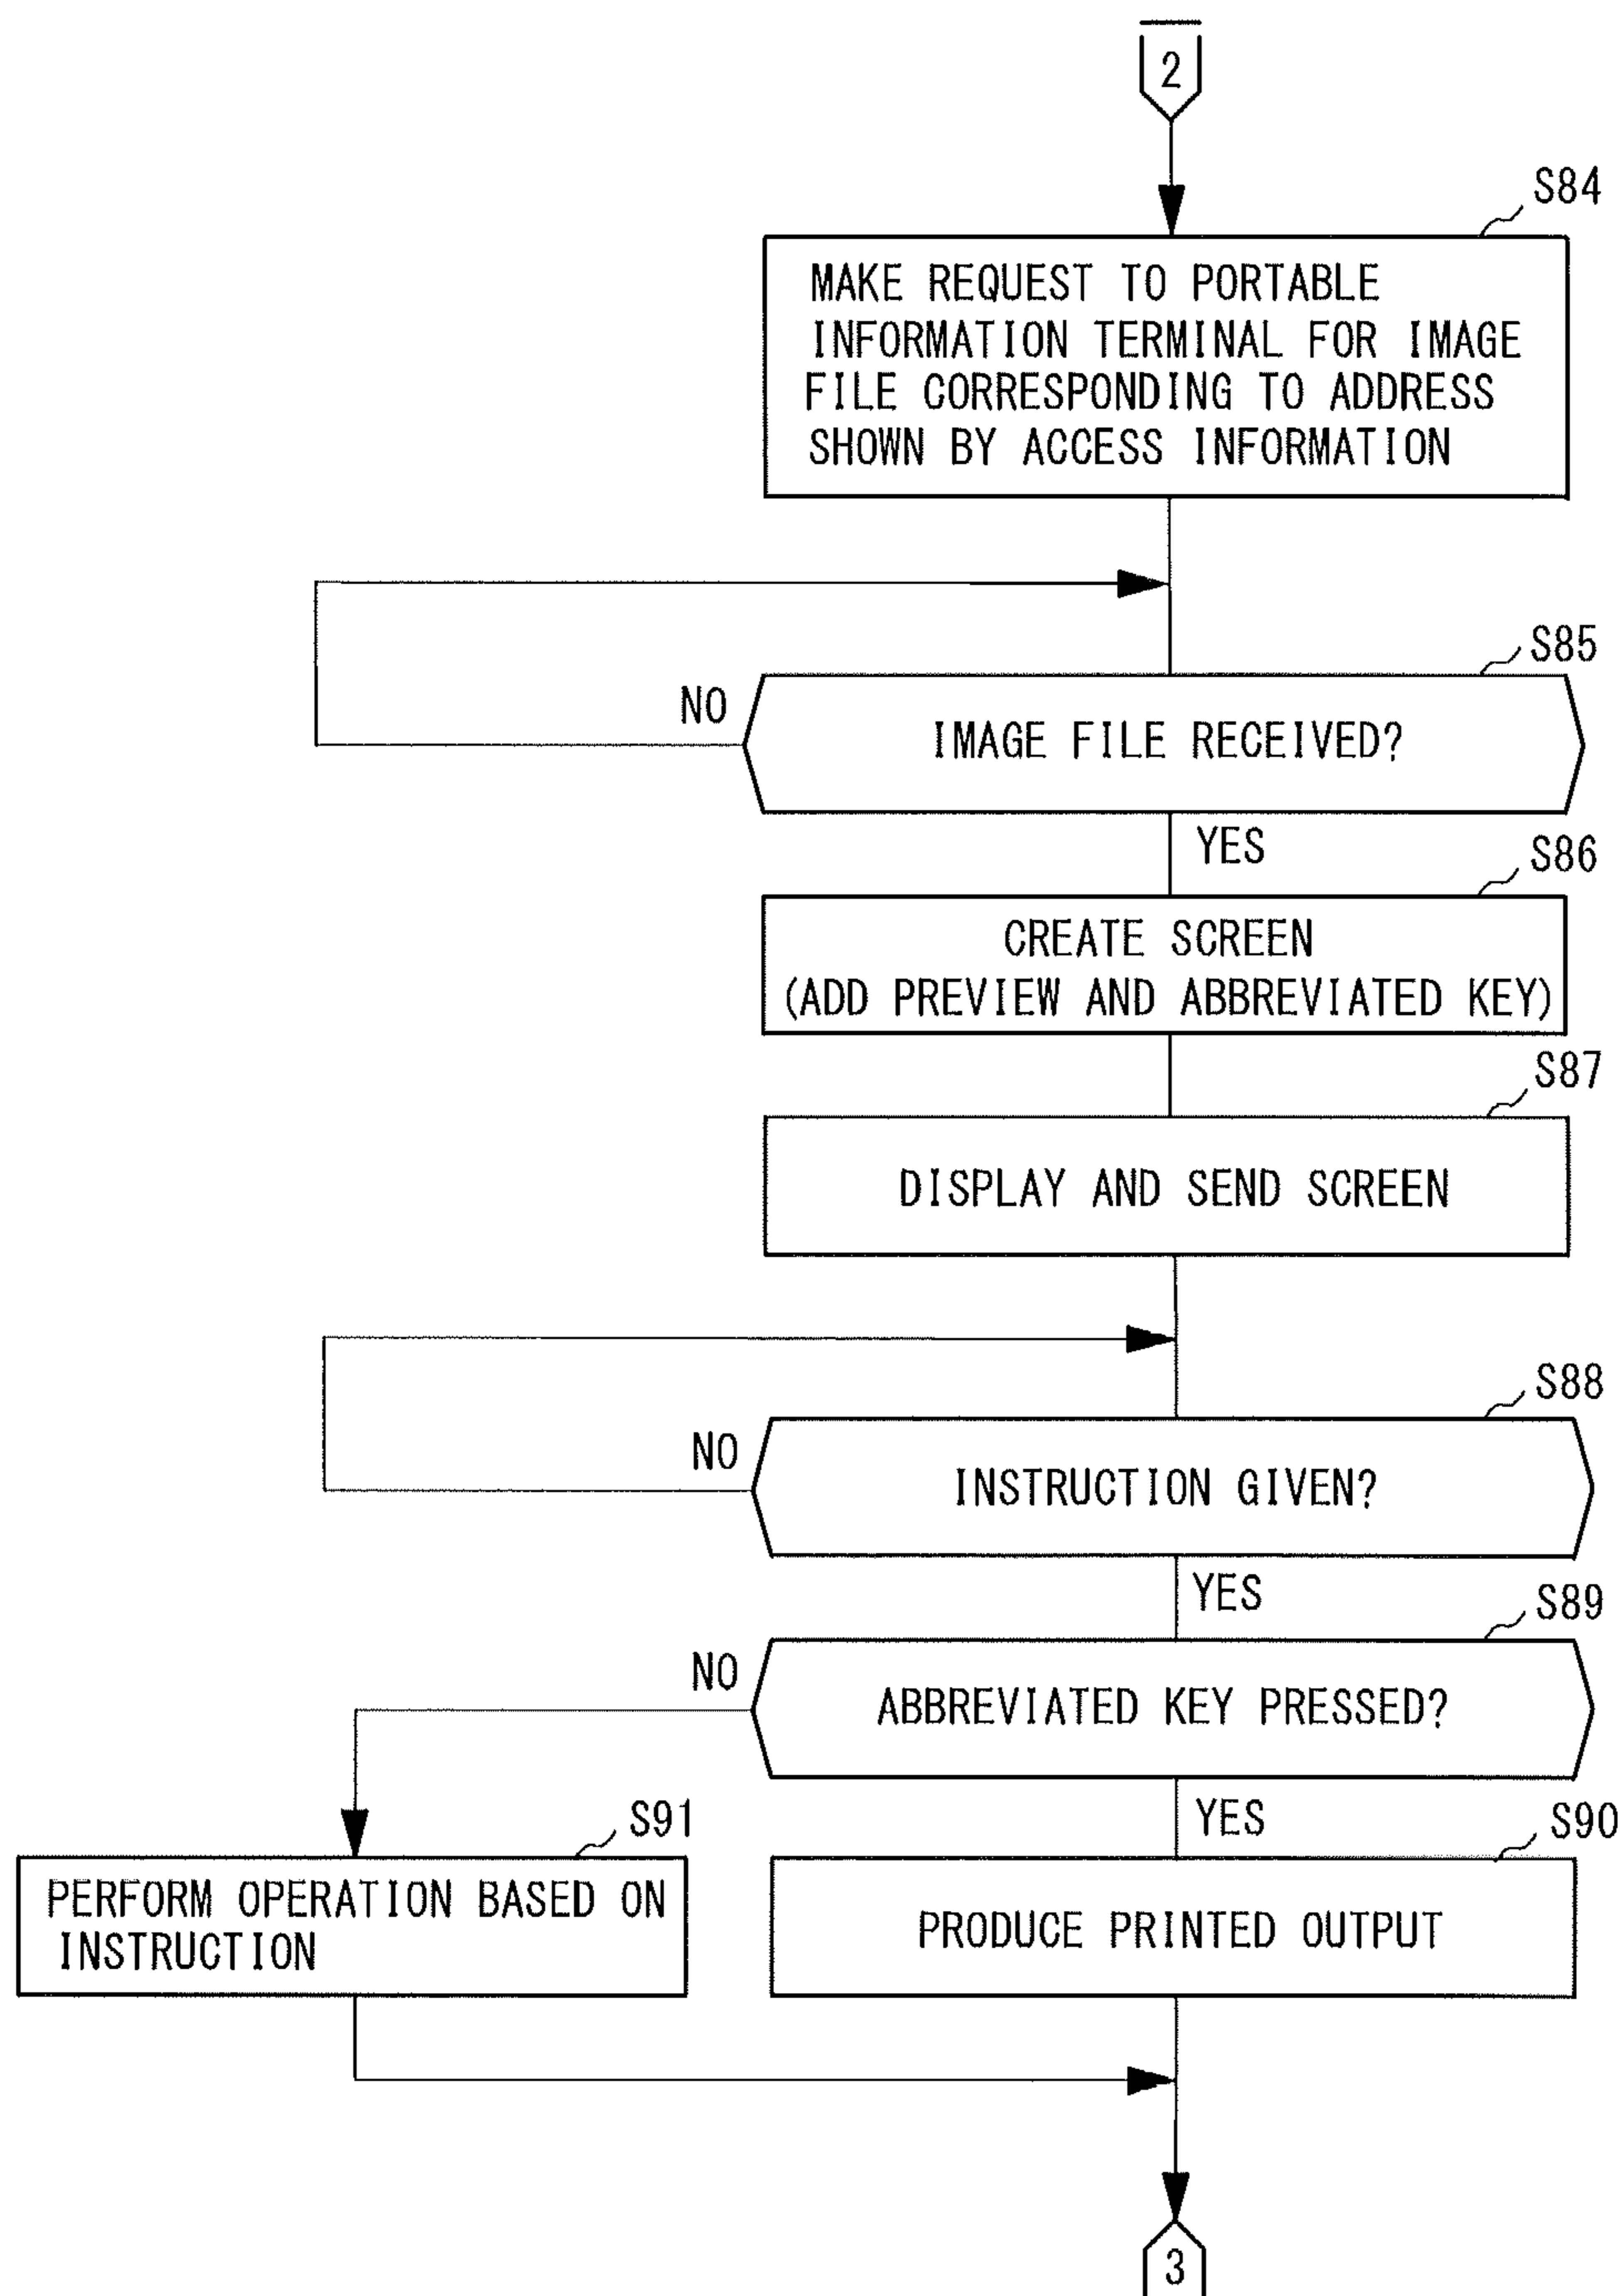 2
S84
MAKE REQUEST TO PORTABLE
INFORMATION TERMINAL FOR IMAGE
FILE CORRESPONDING TO ADDRESS
SHOWN BY ACCESS INFORMATION
S85
NO
IMAGE FILE RECEIVED?
YES
S86
CREATE SCREEN
(ADD PREVIEW AND ABBREVIATED KEY)
S87
DISPLAY AND SEND SCREEN
S88
NO
INSTRUCTION GIVEN?
YES
S89
NO
ABBREVIATED KEY PRESSED?
YES
S91
S90
PERFORM OPERATION BASED ON
INSTRUCTION
PRODUCE PRINTED OUTPUT
3